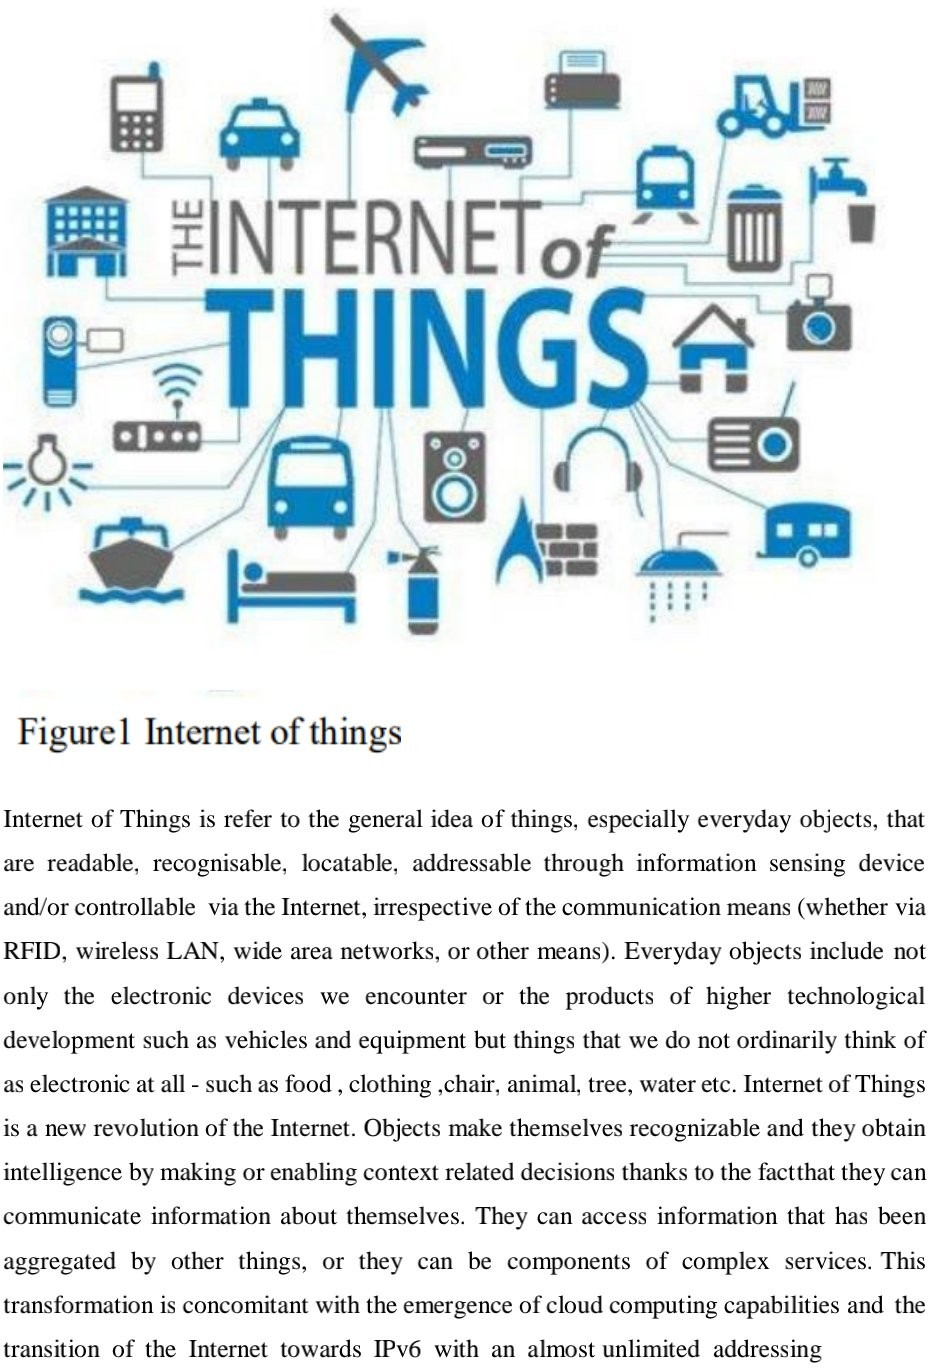 THE INTERNET of
THINGS
Figure1 Internet of things
Internet of Things is refer to the general idea of things, especially everyday objects, that
are readable, recognisable, locatable, addressable through information sensing device
and/or controllable via the Internet, irrespective of the communication means (whether via
RFID, wireless LAN, wide area networks, or other means). Everyday objects include not
only the electronic devices we encounter or the products of higher technological
development such as vehicles and equipment but things that we do not ordinarily think of
as electronic at all - such as food , clothing ,chair, animal, tree, water etc. Internet of Things
is a new revolution of the Internet. Objects make themselves recognizable and they obtain
intelligence by making or enabling context related decisions thanks to the factthat they can
communicate information about themselves. They can access information that has been
aggregated by other things, or they can be components of complex services. This
transformation is concomitant with the emergence of cloud computing capabilities and the
transition of the Internet towards IPv6 with an almost unlimited addressing